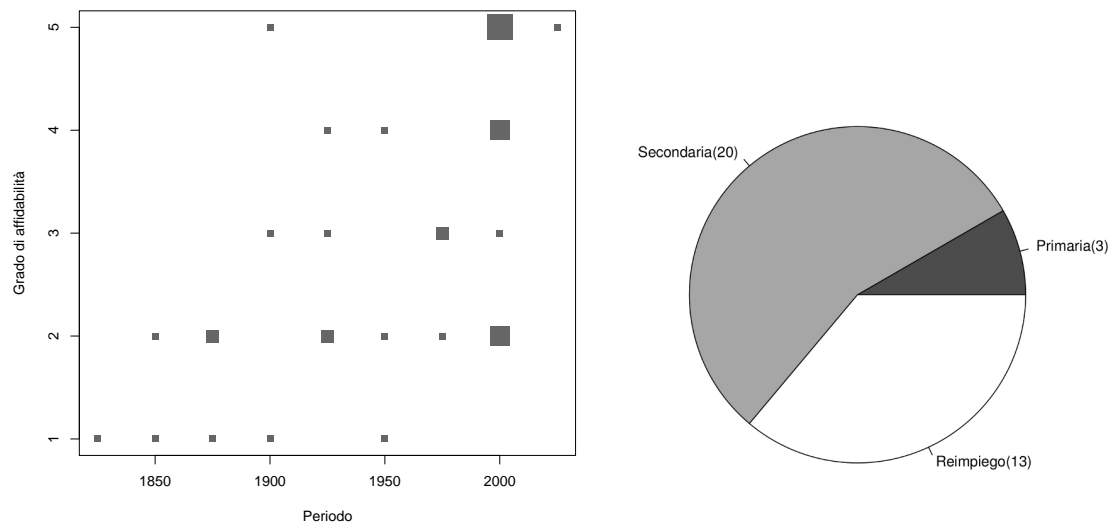 5
4
3
2
1
Grado di affidabilità
1850 1900 1950 2000
Periodo
Secondaria(20)
Primaria(3)
Reimpiego(13)